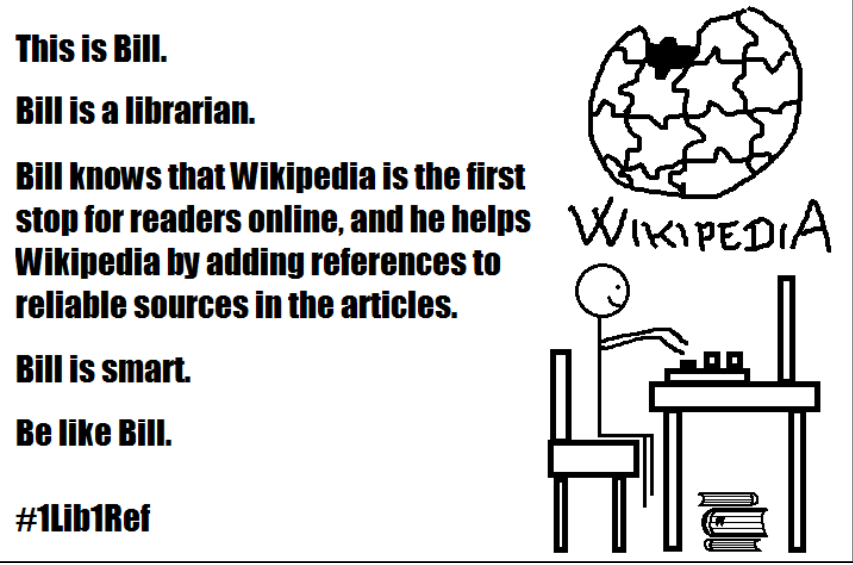 This is Bill.
Bill is a librarian.
Bill knows that Wikipedia is the first
stop for readers online, and he helps
Wikipedia by adding references to
reliable sources in the articles.
Bill is smart.
Be like Bill.
#1Lib1Ref
WIKIPEDIA
W